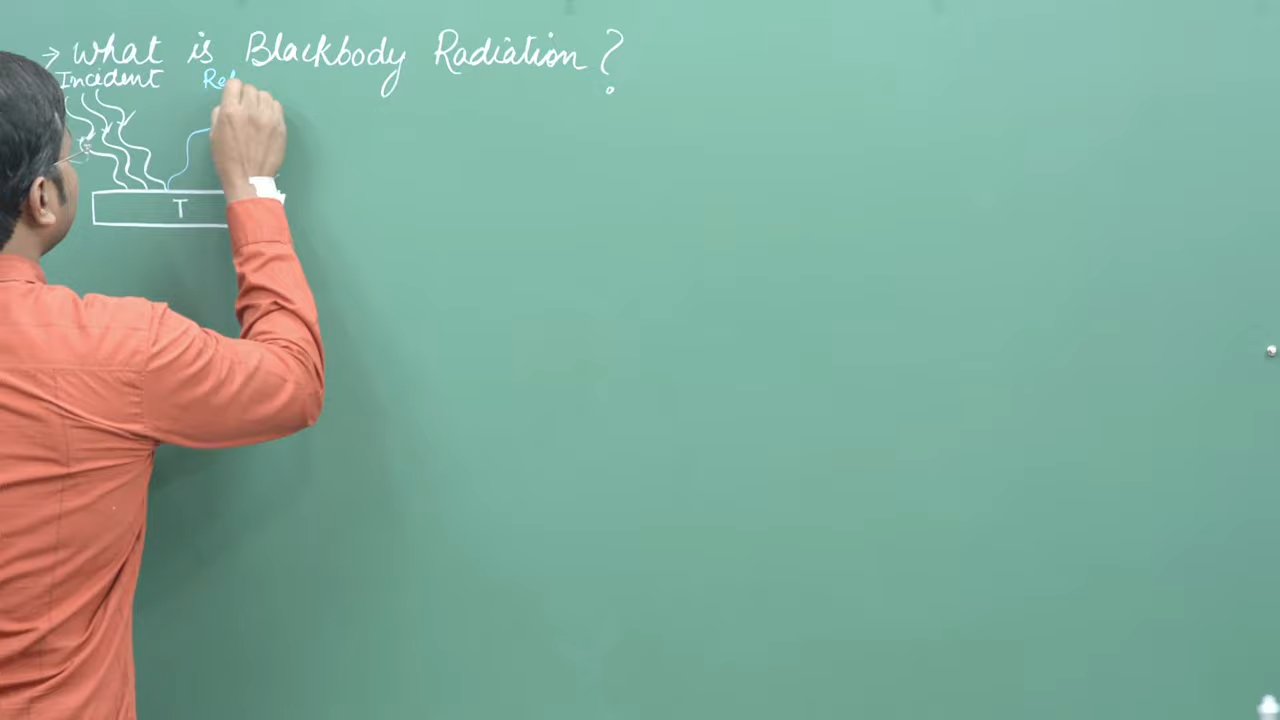 → What is Blackbody Radiation?
Incident
T